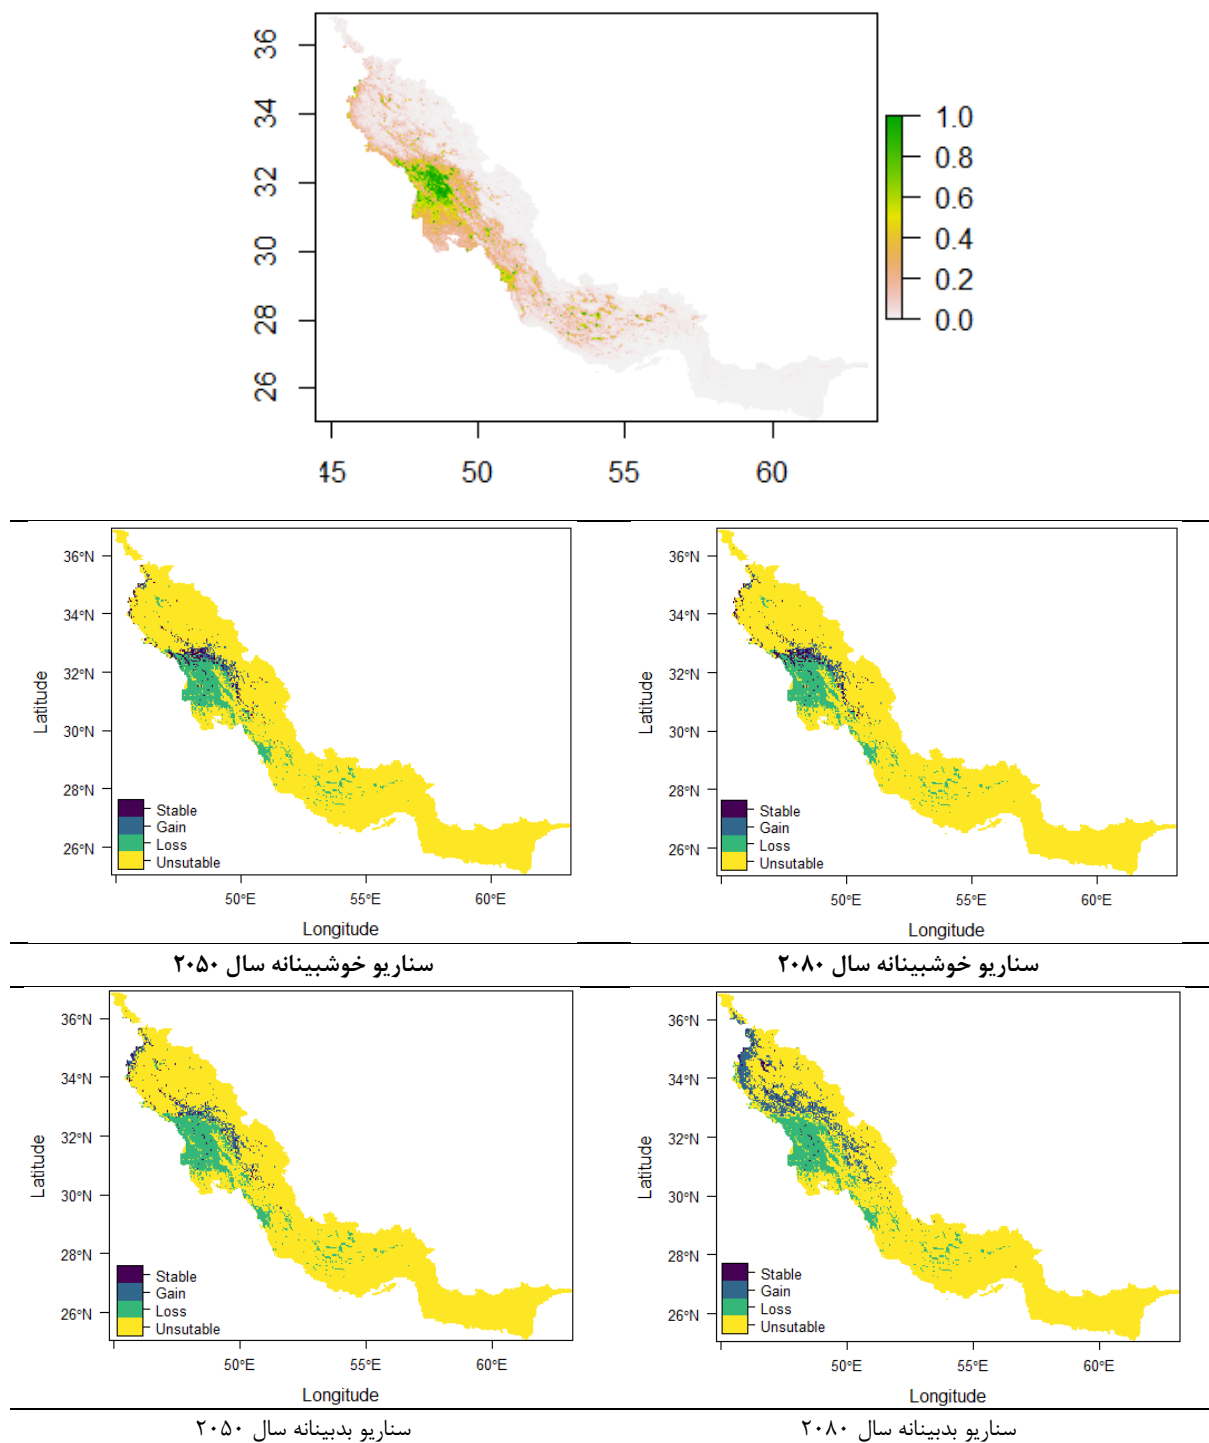 36
34
32
30
28
26
1.0
0.8
0.6
0.4
0.2
0.0
45
50
55
60
36°N
34°N
32°N
30°N
28°N
26°N
Latitude
Stable
Gain
Loss
Unsutable
50°E
55°E
60°E
Longitude
36°N
34°N
32°N
30°N
28°N
26°N
Latitude
Stable
Gain
Loss
Unsutable
50°E
55°E
60°E
Longitude
سناریو خوشبینانه سال ۲۰۵۰
سناریو خوشبینانه سال ۲۰۸۰
36°N
34°N
32°N
30°N
28°N
26°N
Latitude
Stable
Gain
Loss
Unsutable
50°E
55°E
60°E
Longitude
36°N
34°N
32°N
30°N
28°N
26°N
Latitude
Stable
Gain
Loss
Unsutable
50°E
55°E
60°E
Longitude
سناریو بدبینانه سال ۲۰۵۰
سناریو بدبینانه سال ۲۰۸۰